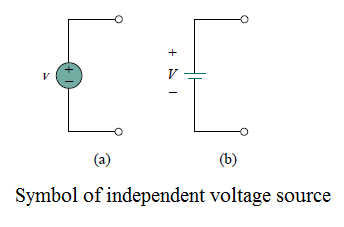 +
V + V
− −
(a) (b)
Symbol of independent voltage source